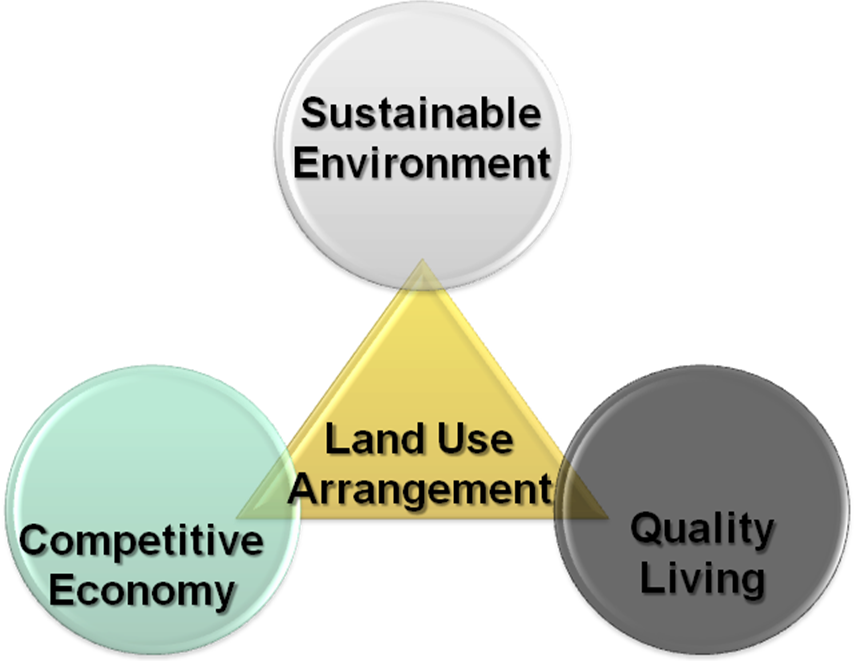 Sustainable
Environment
Land Use
Arrangement
Competitive
Economy
Quality
Living